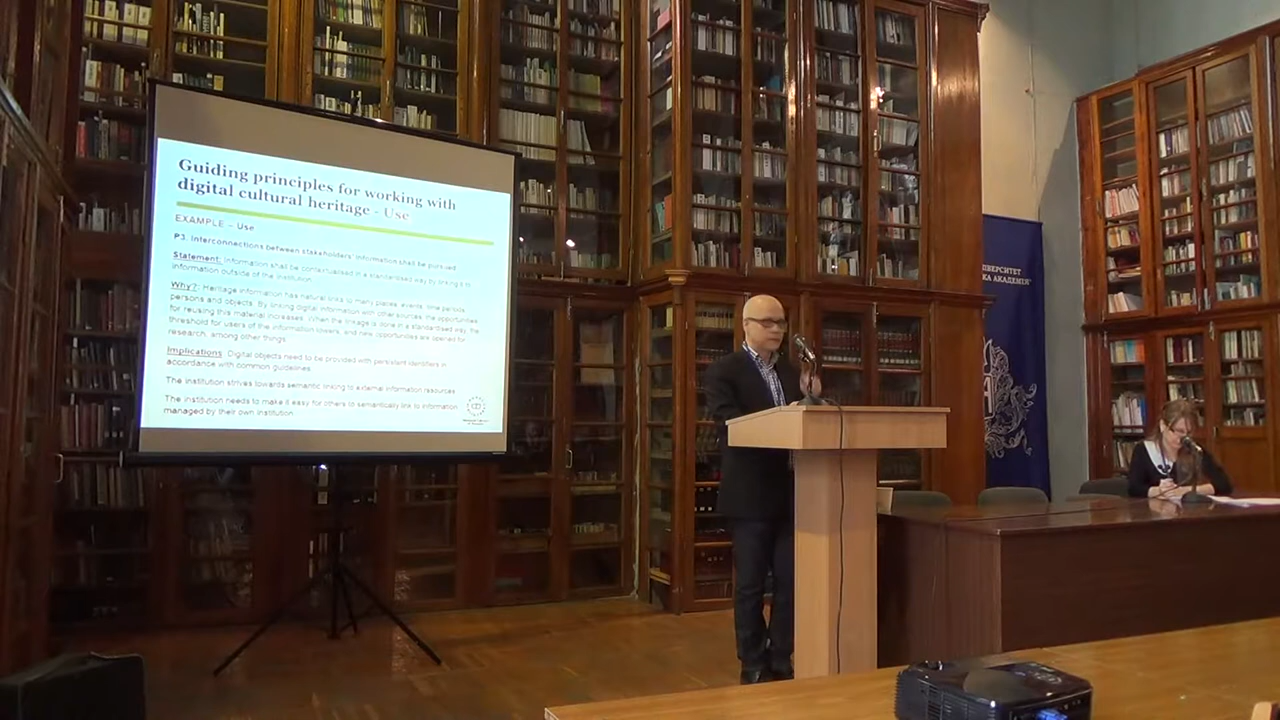 Guiding principles for working with
digital cultural heritage - Use
EXAMPLE – Use
P3. Interconnections between stakeholders' information shall be pursued
Statement: Information shall be contextualised in a standardised way by linking it to
information outside of the institution.
Why?: Heritage information has natural links to many places, events, time periods,
persons and objects. By linking digital information with other sources, the opportunities
for reusing this material increases. When the linkage is done in a standardised way, the
threshold for users of the information lowers, and new opportunities are opened for
research, among other things.
Implications: Digital objects need to be provided with persistent identifiers in
accordance with common guidelines.
The institution strives towards semantic linking to external information resources.
The institution needs to make it easy for others to semantically link to information
managed by their own institution.
ІВЕРСИТЕТ
КА АКАДЕМІЯ"